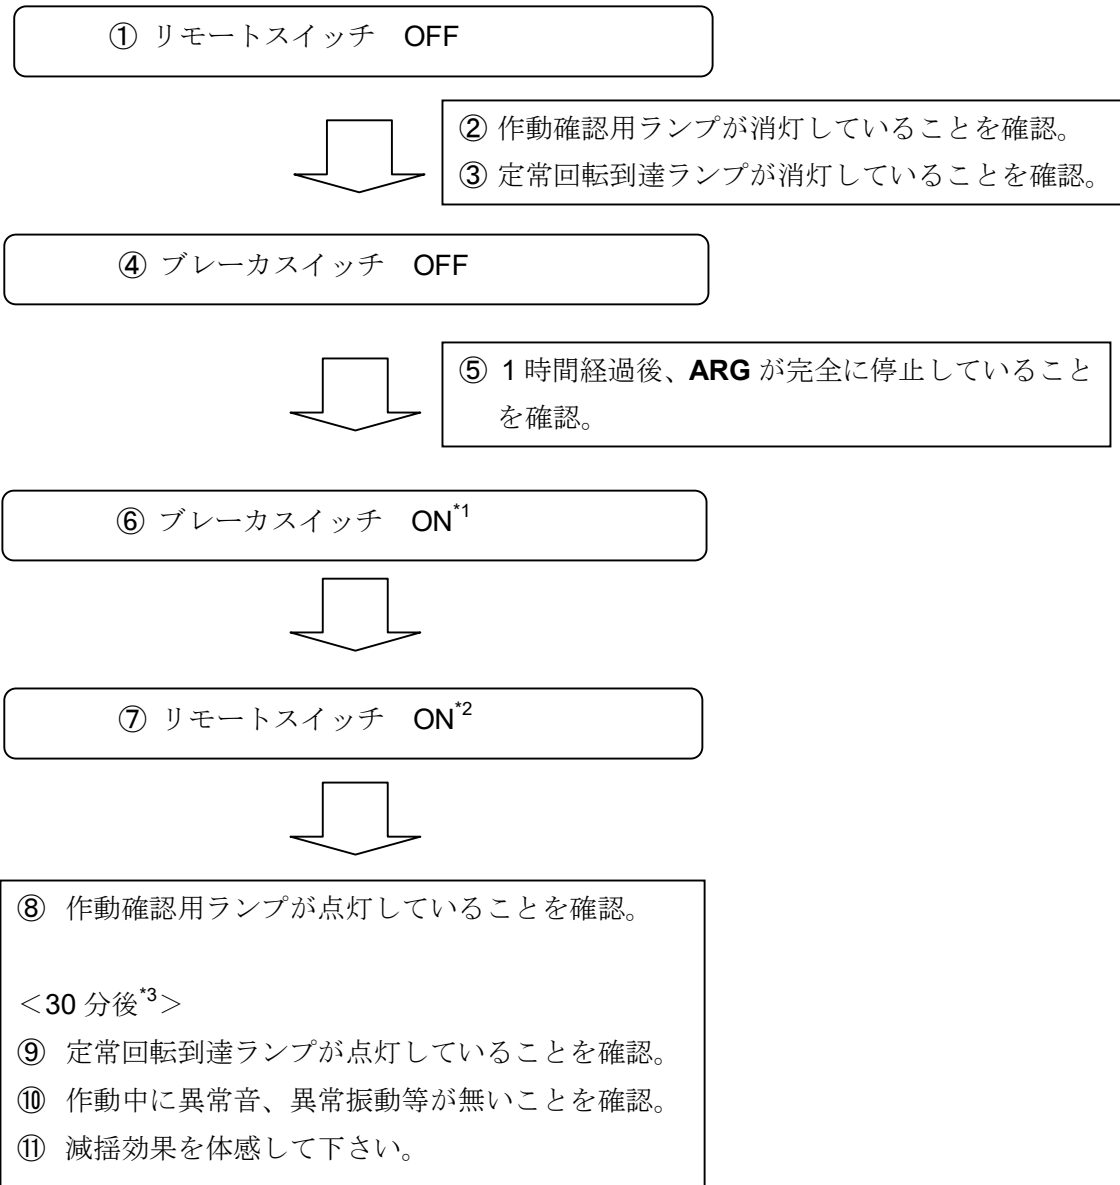 ① リモートスイッチ OFF
② 作動確認用ランプが消灯していることを確認。
③ 定常回転到達ランプが消灯していることを確認。
④ ブレーカスイッチ OFF
⑤ 1 時間経過後、ARG が完全に停止していること
を確認。
⑥ ブレーカスイッチ ON*1
⑦ リモートスイッチ ON*2
⑧ 作動確認用ランプが点灯していることを確認。
＜30 分後*3＞
⑨ 定常回転到達ランプが点灯していることを確認。
⑩ 作動中に異常音、異常振動等が無いことを確認。
⑪ 減揺効果を体感して下さい。